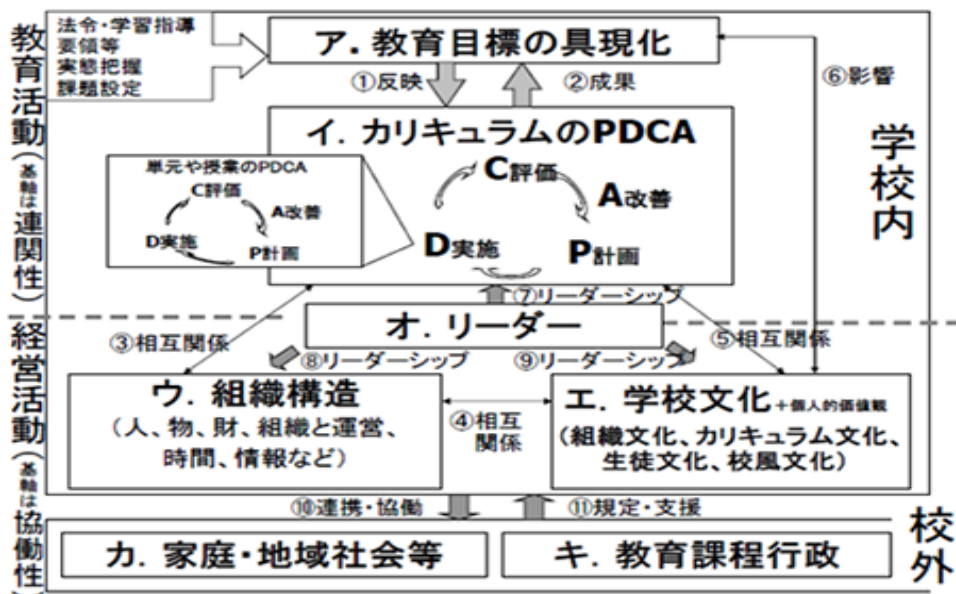 法令・学習指導
要領等
実態把握
課題設定
ア．教育目標の具現化
①反映
②成果
⑥影響
学校内
イ．カリキュラムのPDCA
C評価
A改善
D実施
P計画
単元や授業のPDCA
C評価
A改善
D実施
P計画
⑦リーダーシップ
オ．リーダー
③相互関係
⑧リーダーシップ
⑨リーダーシップ
⑤相互関係
ウ．組織構造
（人、物、財、組織と運営、
時間、情報など）
④相互
関係
エ．学校文化＋個人的価値観
（組織文化、カリキュラム文化、
生徒文化、校風文化）
⑩連携・協働
⑪規定・支援
カ．家庭・地域社会等
キ．教育課程行政
校外
教育活動（基軸は連関性）
経営活動（基軸は協働性）